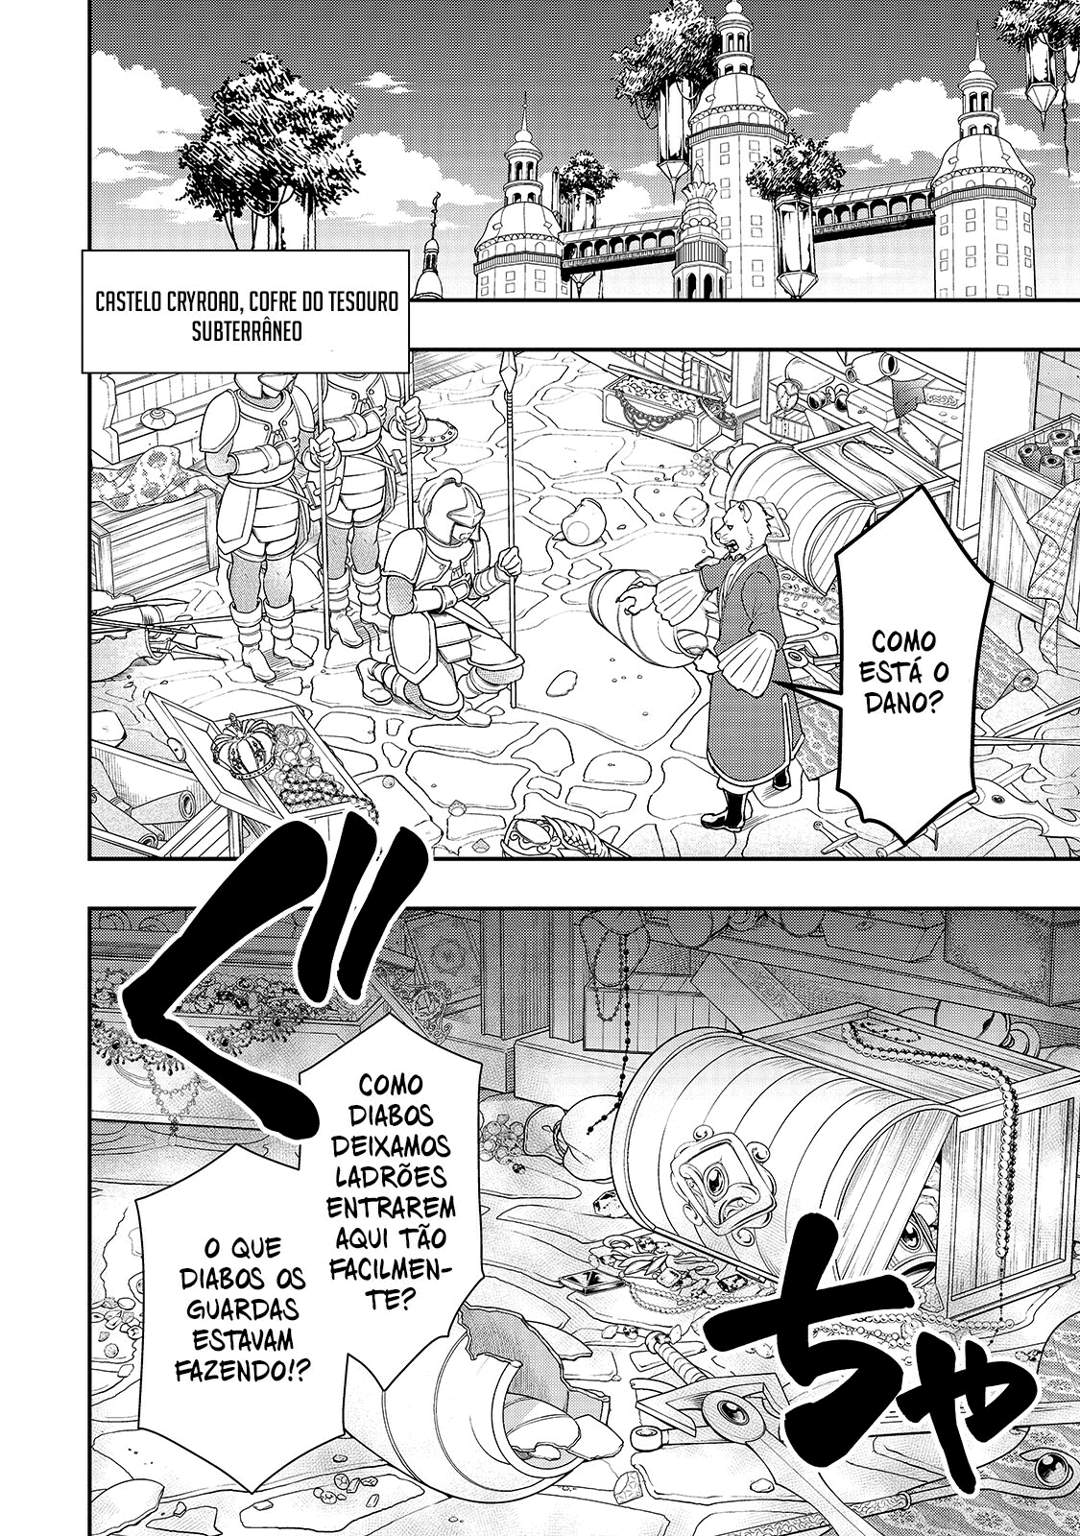 CASTELO CRYROAD, COFRE DO TESOURO
SUBTERRÂNEO
COMO
ESTÁ O
DANO?
ぐ
ちゃ
COMO
DIABOS
DEIXAMOS
LADRÕES
ENTRAREM
AQUI TÃO
FACILMEN-
TE?
O QUE
DIABOS OS
GUARDAS
ESTAVAM
FAZENDO!?